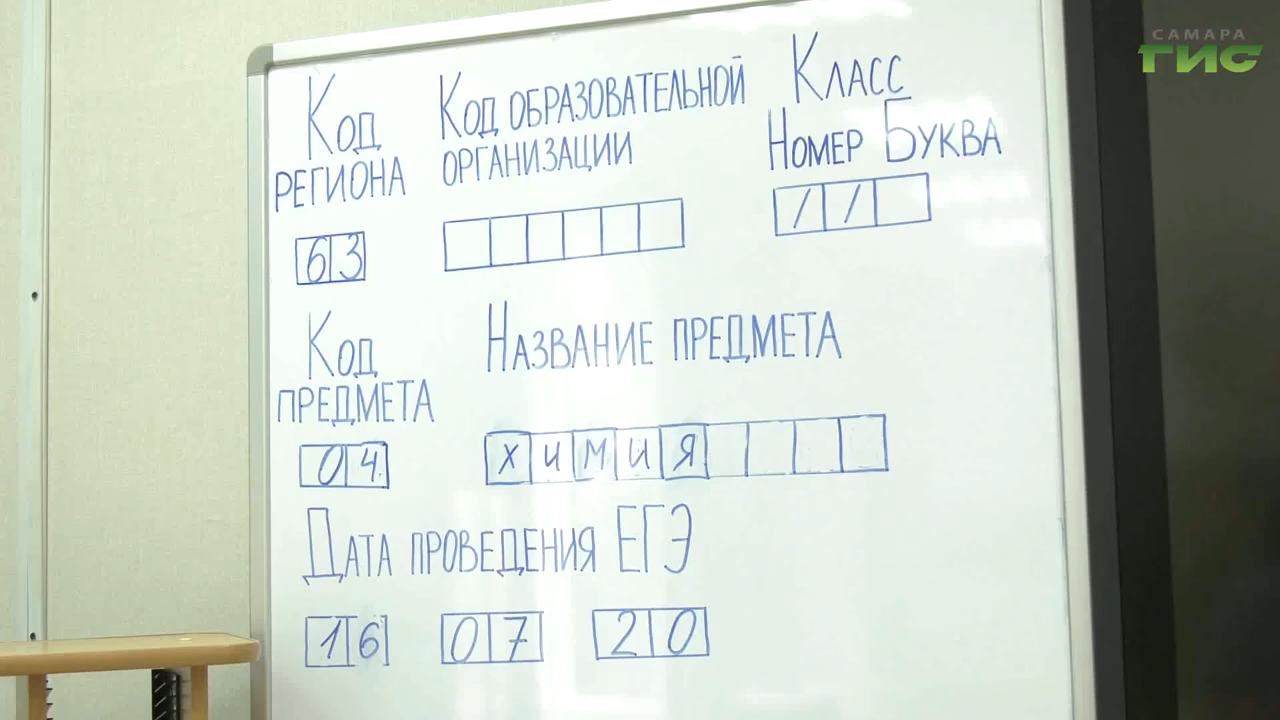 САМАРА
ГИС
Код Код ОБРАЗОВАТЕЛЬНОЙ Класс
РЕГИОНА ОРГАНИЗАЦИИ Номер Буква
63 / /
Код Название предмета
предмета
04 ХИМИЯ
Дата проведения ЕГЭ
16 07 20